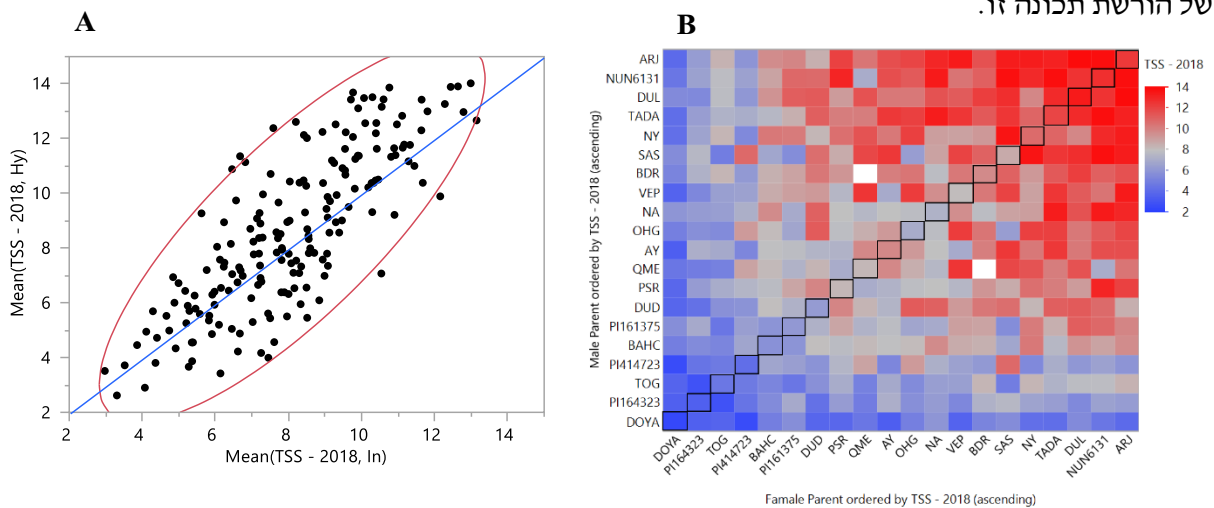 של הורשת תכונה זו.
A
14
12
10
8
6
4
2
2
4
6
8
10
12
14
Mean(TSS - 2018, Hy)
Mean(TSS - 2018, In)
B
Male Parent ordered by TSS - 2018 (ascending)
ARJ
NUN6131
DUL
TADA
NY
SAS
BDR
VEP
NA
OHG
AY
QME
PSR
DUD
PI161375
BAHC
PI414723
TOG
PI164323
DOYA
DOYA
PI164323
TOG
PI414723
BAHC
PI161375
DUD
PSR
QME
AY
OHG
NA
VEP
BDR
SAS
NY
TADA
DUL
NUN6131
ARJ
Famale Parent ordered by TSS - 2018 (ascending)
TSS - 2018
14
12
10
8
6
4
2